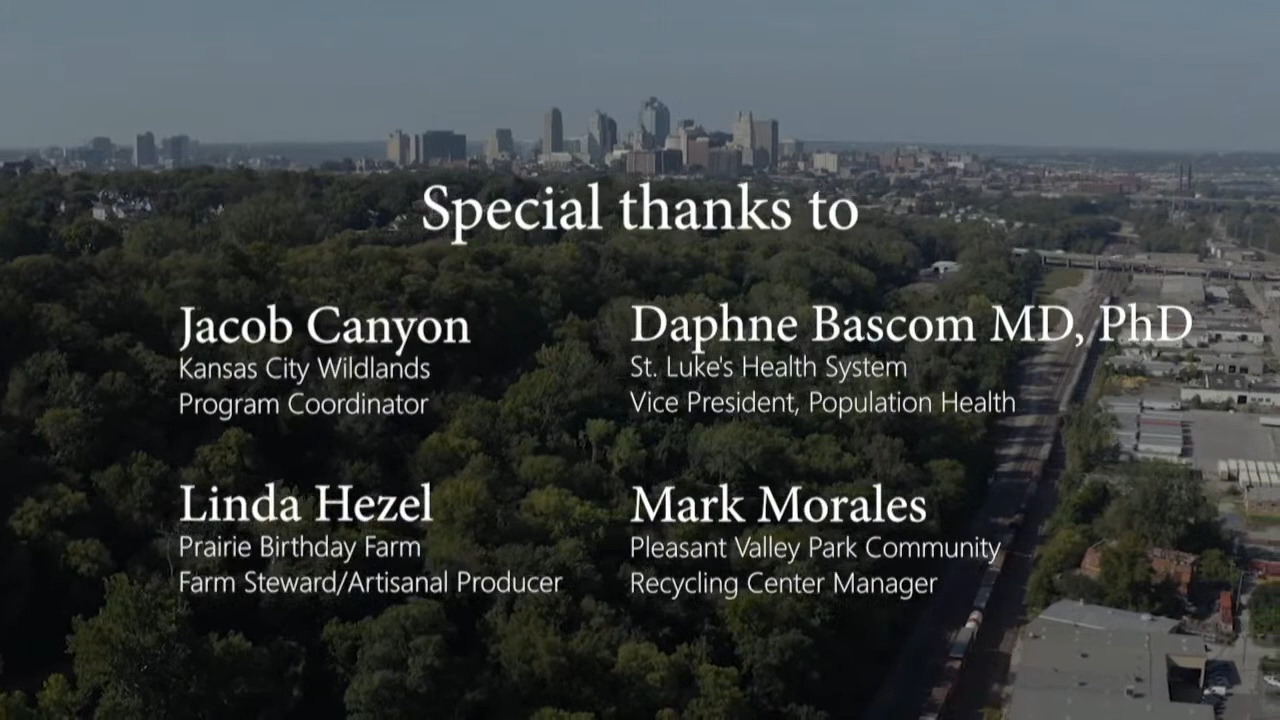 Special thanks to
Jacob Canyon
Kansas City Wildlands
Program Coordinator
Daphne Bascom MD, PhD
St. Luke's Health System
Vice President, Population Health
Linda Hezel
Prairie Birthday Farm
Farm Steward/Artisanal Producer
Mark Morales
Pleasant Valley Park Community
Recycling Center Manager